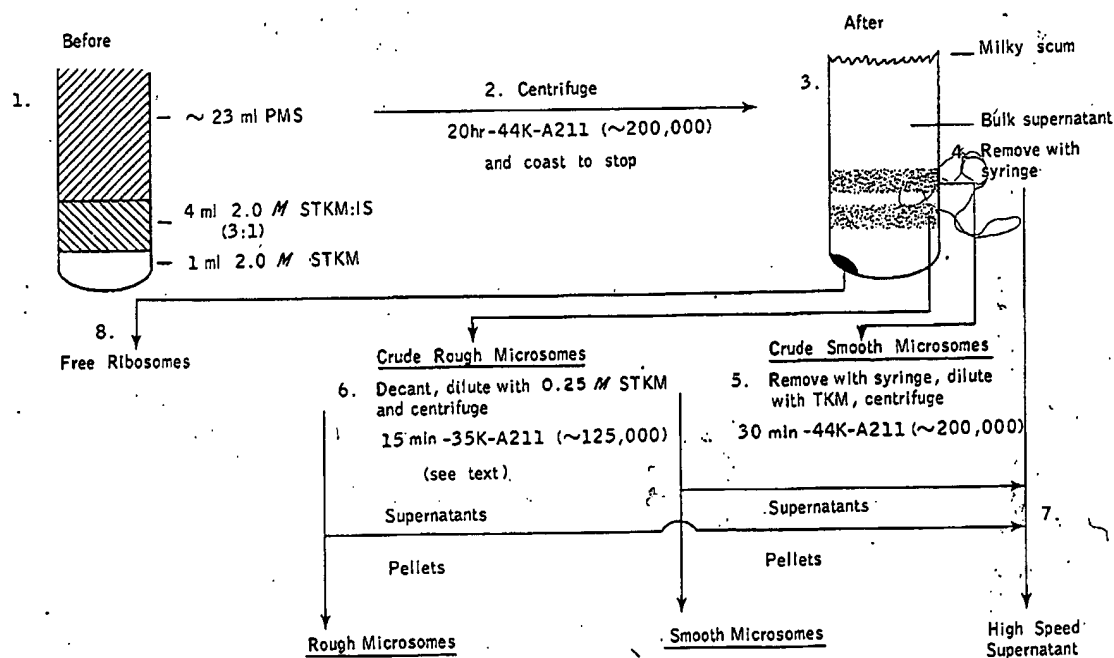 Before
After
1.
~ 23 ml PMS
4 ml 2.0 M STKM:IS
(3:1)
1 ml 2.0 M STKM
2. Centrifuge
20hr-44K-A211 (~200,000)
and coast to stop
3.
Milky scum
Bulk supernatant
4. Remove with
syringe
8.
Free Ribosomes
Crude Rough Microsomes
6. Decant, dilute with 0.25 M STKM
and centrifuge
15 min -35K-A211 (~125,000)
(see text)
Crude Smooth Microsomes
5. Remove with syringe, dilute
with TKM, centrifuge
30 min -44K-A211 (~200,000)
Supernatants
Supernatants
7.
Pellets
Pellets
Rough Microsomes
Smooth Microsomes
High Speed
Supernatant